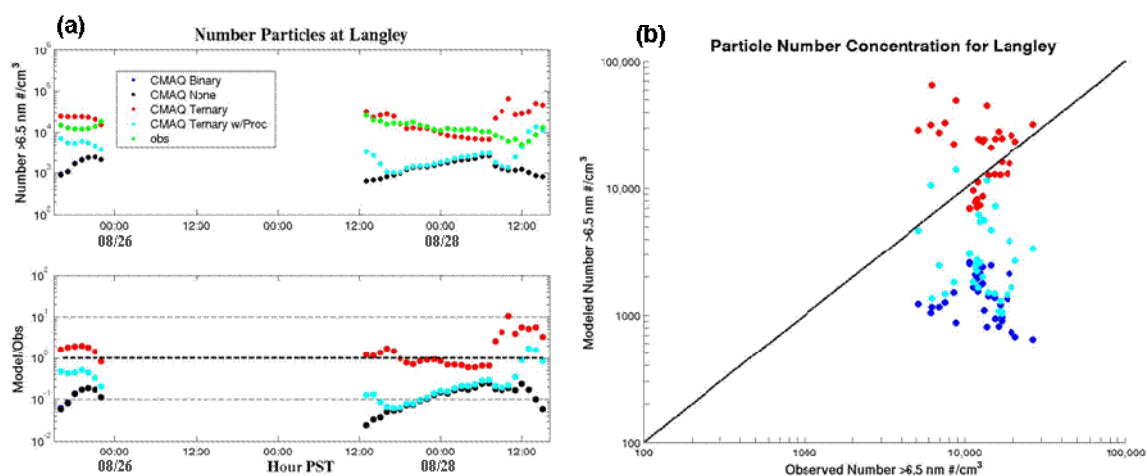 (a)
Number Particles at Langley
Number >6.5 nm #/cm³
10⁶
10⁵
10⁴
10³
10²
CMAQ Binary
CMAQ None
CMAQ Ternary
CMAQ Ternary w/Proc
obs
00:00 12:00 12:00 00:00 12:00
08/26 08/28
Model/Obs
10²
10¹
10⁰
10⁻¹
10⁻²
00:00 12:00 12:00 00:00 12:00
08/26 Hour PST 08/28
(b)
Particle Number Concentration for Langley
Modeled Number >6.5 nm #/cm³
100,000
10,000
1000
100
100 1000 10,000 100,000
Observed Number >6.5 nm #/cm³